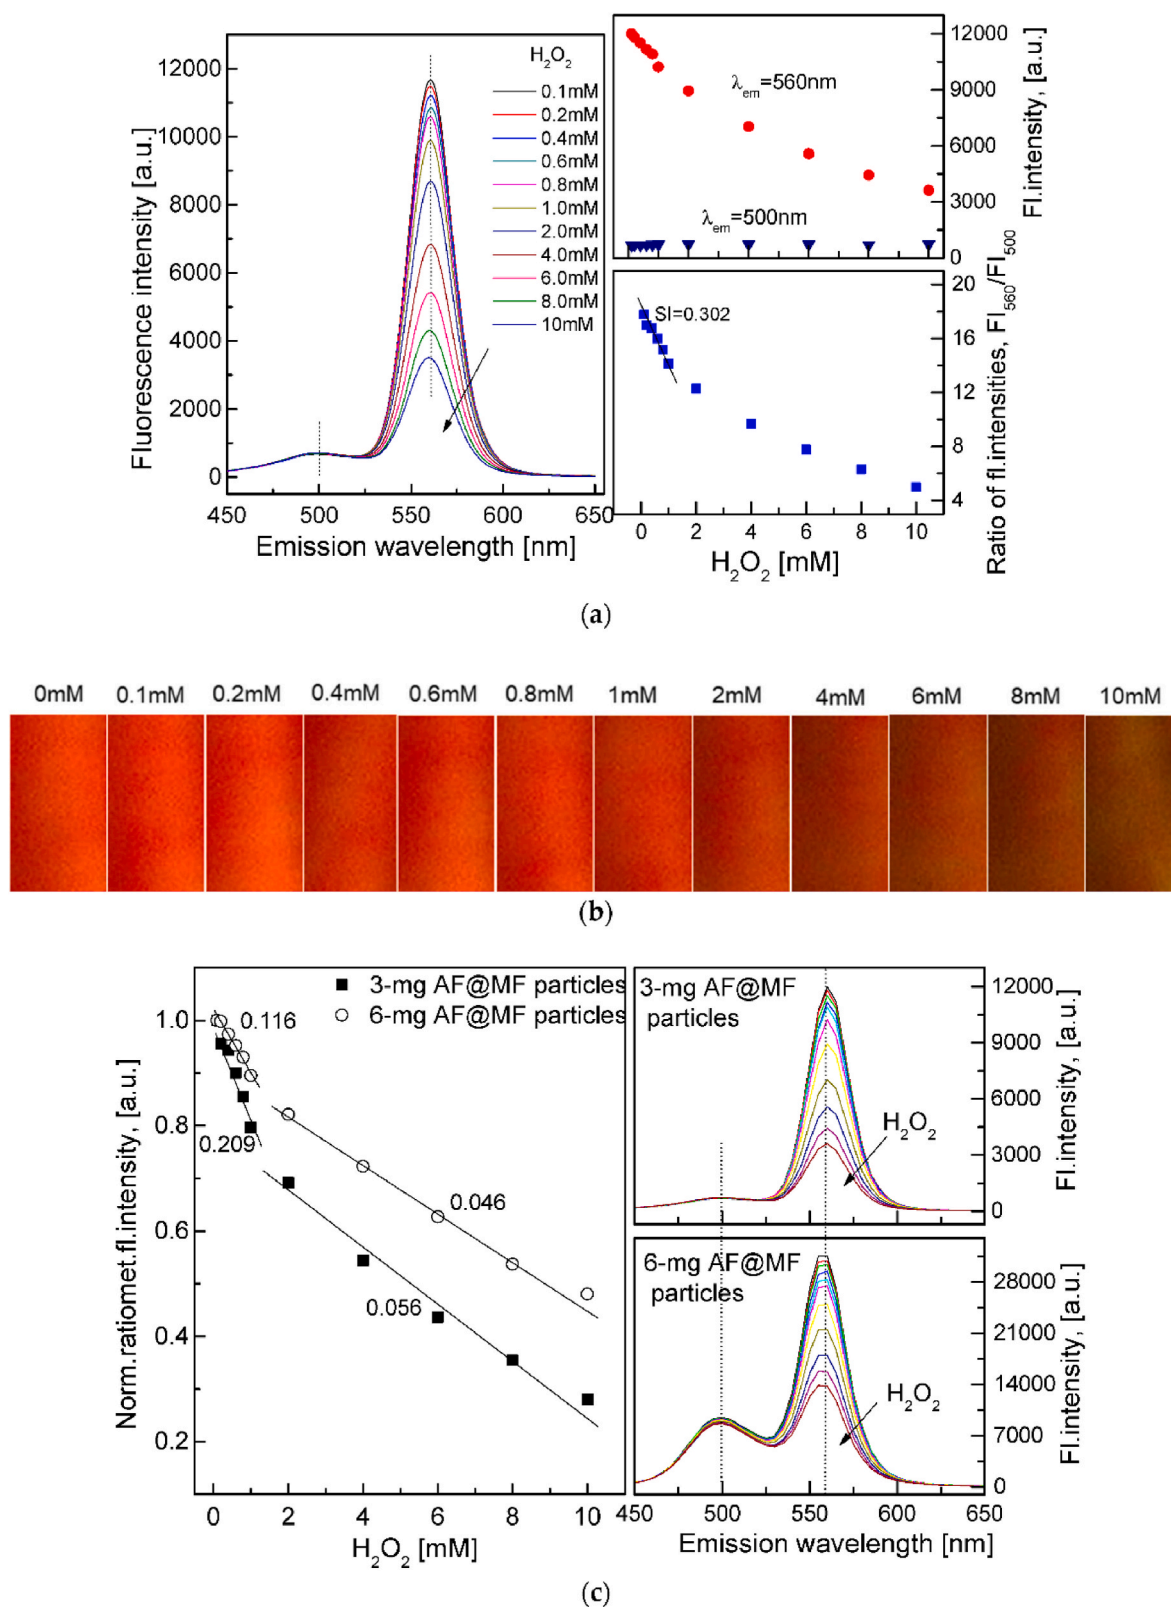 H₂O₂
0.1mM
0.2mM
0.4mM
0.6mM
0.8mM
1.0mM
2.0mM
4.0mM
6.0mM
8.0mM
10mM
12000
10000
8000
6000
4000
2000
0
Fluorescence intensity [a.u.]
450 500 550 600 650
Emission wavelength [nm]
λem=560nm
λem=500nm
12000
9000
6000
3000
0
Fl.intensity, [a.u.]
SI=0.302
20
16
12
8
4
Ratio of fl.intensities, FI560/FI500
0 2 4 6 8 10
H₂O₂ [mM]
(a)
0mM 0.1mM 0.2mM 0.4mM 0.6mM 0.8mM 1mM 2mM 4mM 6mM 8mM 10mM
(b)
3-mg AF@MF particles
6-mg AF@MF particles
1.0
0.8
0.6
0.4
0.2
0.116
0.209
0.046
0.056
Norm.ratiomet.fl.intensity, [a.u.]
0 2 4 6 8 10
H₂O₂ [mM]
3-mg AF@MF
particles
H₂O₂
12000
9000
6000
3000
0
Fl.intensity, [a.u.]
6-mg AF@MF
particles
H₂O₂
28000
21000
14000
7000
0
Fl.intensity, [a.u.]
450 500 550 600 650
Emission wavelength [nm]
(c)